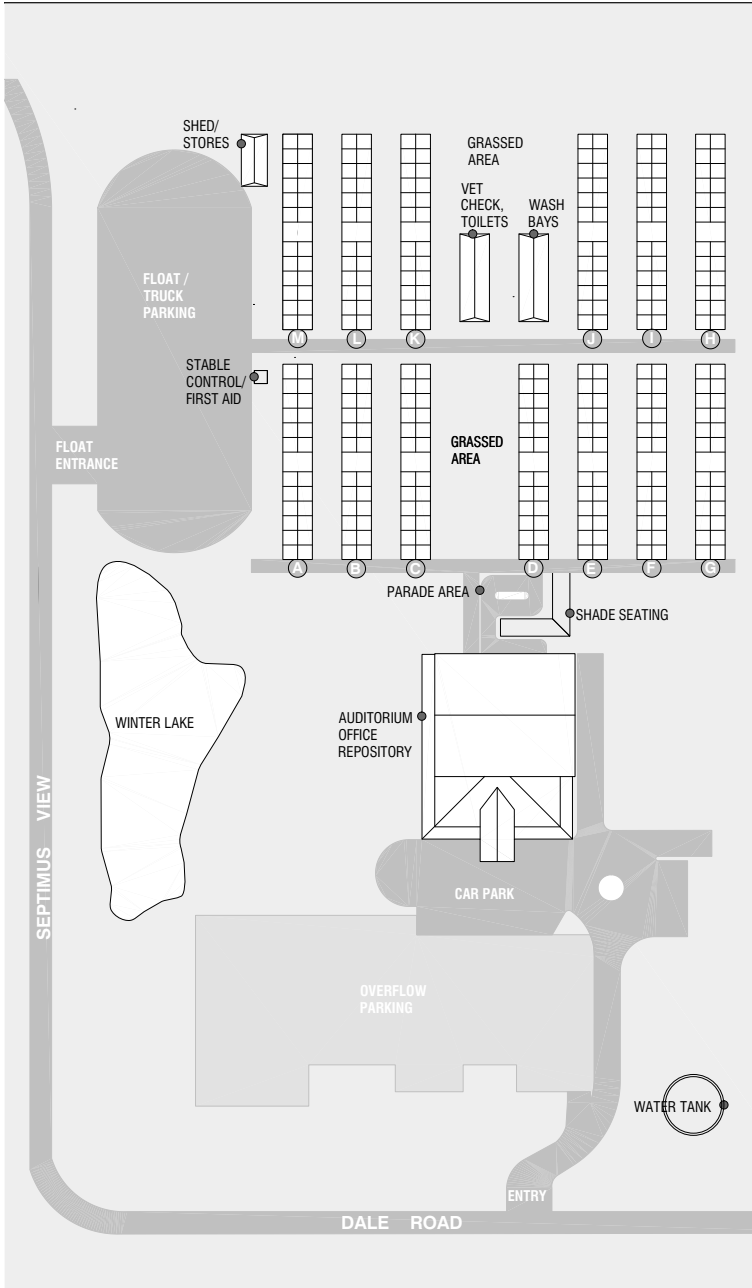 SHED/
STORES
GRASSED
AREA
VET
CHECK,
TOILETS
WASH
BAYS
FLOAT /
TRUCK
PARKING
M
L
K
J
I
H
STABLE
CONTROL/
FIRST AID
FLOAT
ENTRANCE
GRASSED
AREA
A
B
C
D
E
F
G
PARADE AREA
SHADE SEATING
WINTER LAKE
AUDITORIUM
OFFICE
REPOSITORY
SEPTIMUS VIEW
CAR PARK
OVERFLOW
PARKING
WATER TANK
ENTRY
DALE ROAD